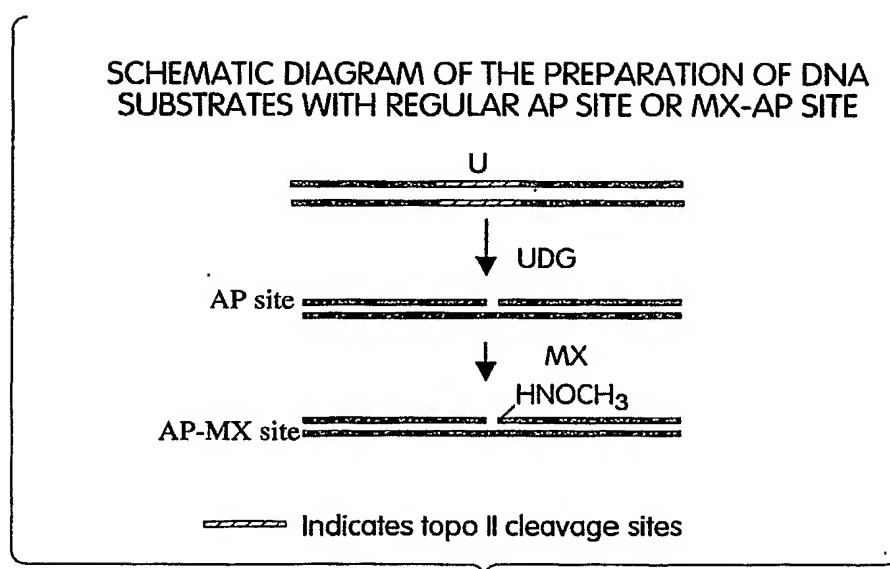 SCHEMATIC DIAGRAM OF THE PREPARATION OF DNA
SUBSTRATES WITH REGULAR AP SITE OR MX-AP SITE
U
UDG
AP site
MX
HNOCH3
AP-MX site
Indicates topo II cleavage sites